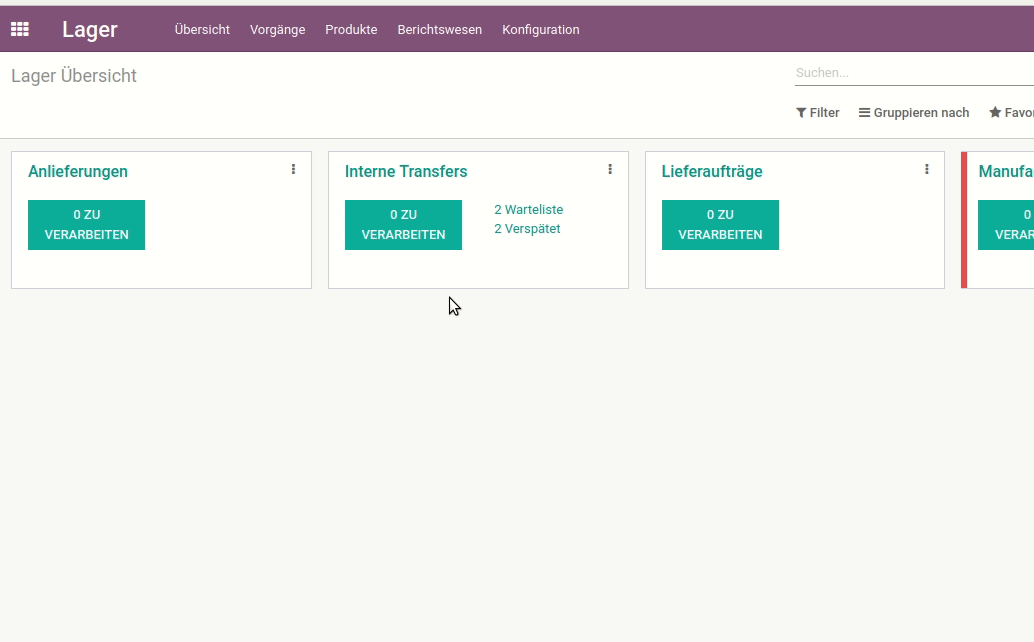 Lager Übersicht Vorgänge Produkte Berichtswesen Konfiguration
Lager Übersicht
Suchen...
Filter Gruppieren nach Favor
Anlieferungen
0 ZU
VERARBEITEN
Interne Transfers
0 ZU
VERARBEITEN
2 Warteliste
2 Verspätet
Lieferaufträge
0 ZU
VERARBEITEN
Manufa
0
VERAR